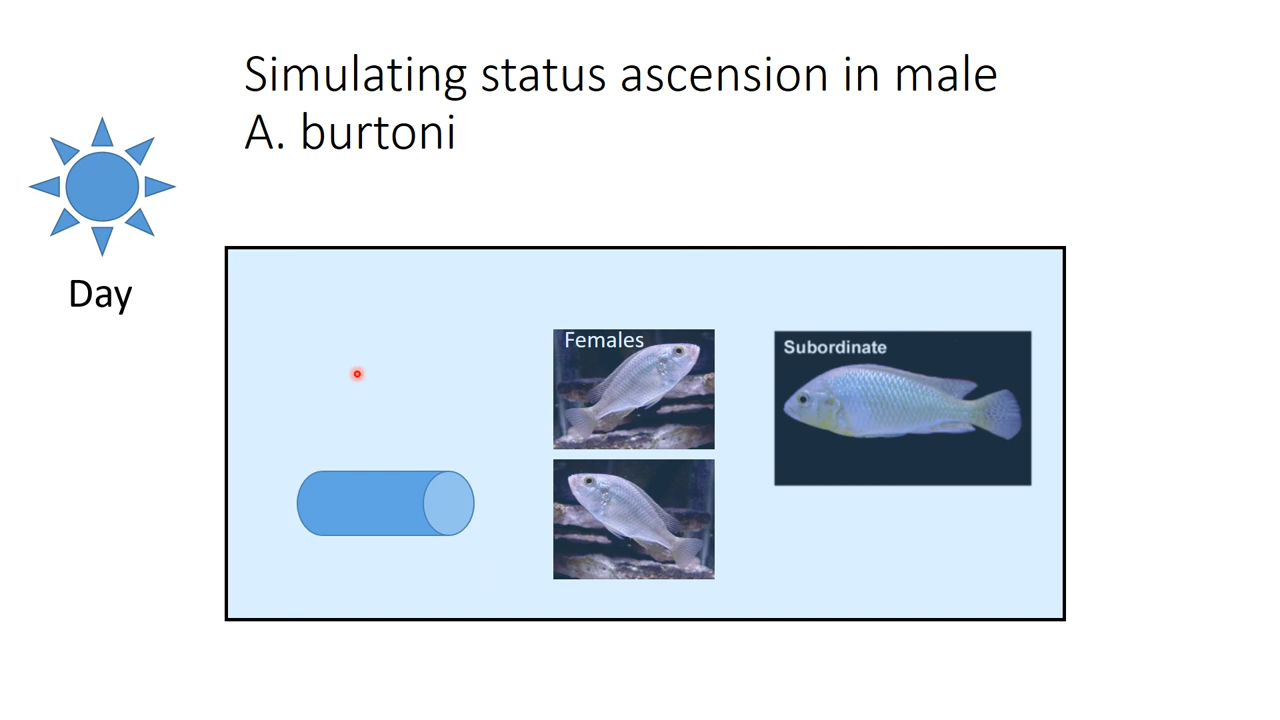 Simulating status ascension in male
A. burtoni
Day
Females
Subordinate